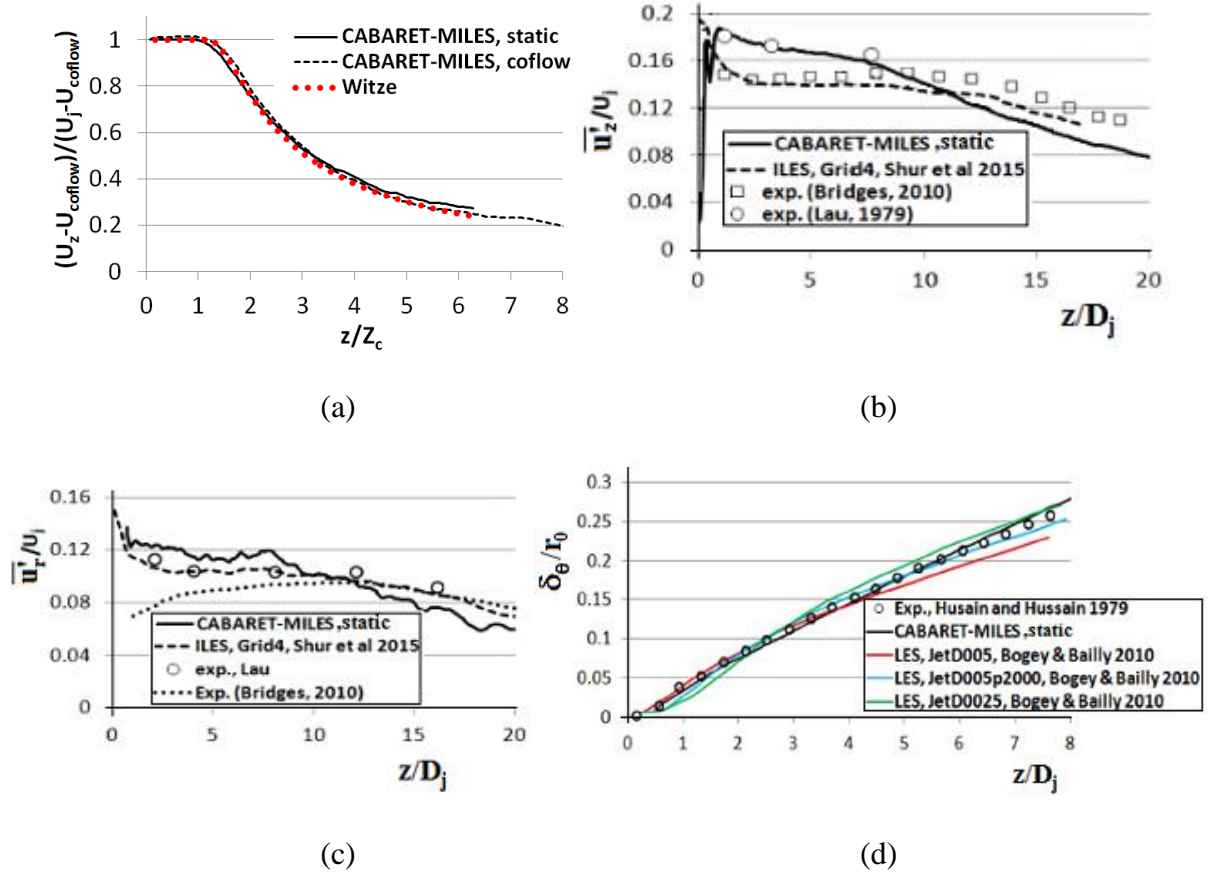 (U_z-U_coflow)/(U_j-U_coflow)
1
0.8
0.6
0.4
0.2
0
0 1 2 3 4 5 6 7 8
z/Z_c
CABARET-MILES, static
CABARET-MILES, coflow
Witze
(a)
u'_z/U_j
0.2
0.16
0.12
0.08
0.04
0
0 5 10 15 20
z/D_j
CABARET-MILES ,static
ILES, Grid4, Shur et al 2015
exp. (Bridges, 2010)
exp. (Lau, 1979)
(b)
u'_r/U_j
0.16
0.12
0.08
0.04
0
0 5 10 15 20
z/D_j
CABARET-MILES ,static
ILES, Grid4, Shur et al 2015
exp., Lau
Exp. (Bridges, 2010)
(c)
δ_θ/r_0
0.3
0.25
0.2
0.15
0.1
0.05
0
0 1 2 3 4 5 6 7 8
z/D_j
Exp., Husain and Hussain 1979
CABARET-MILES ,static
LES, JetD005, Bogey & Bailly 2010
LES, JetD005p2000, Bogey & Bailly 2010
LES, JetD0025, Bogey & Bailly 2010
(d)